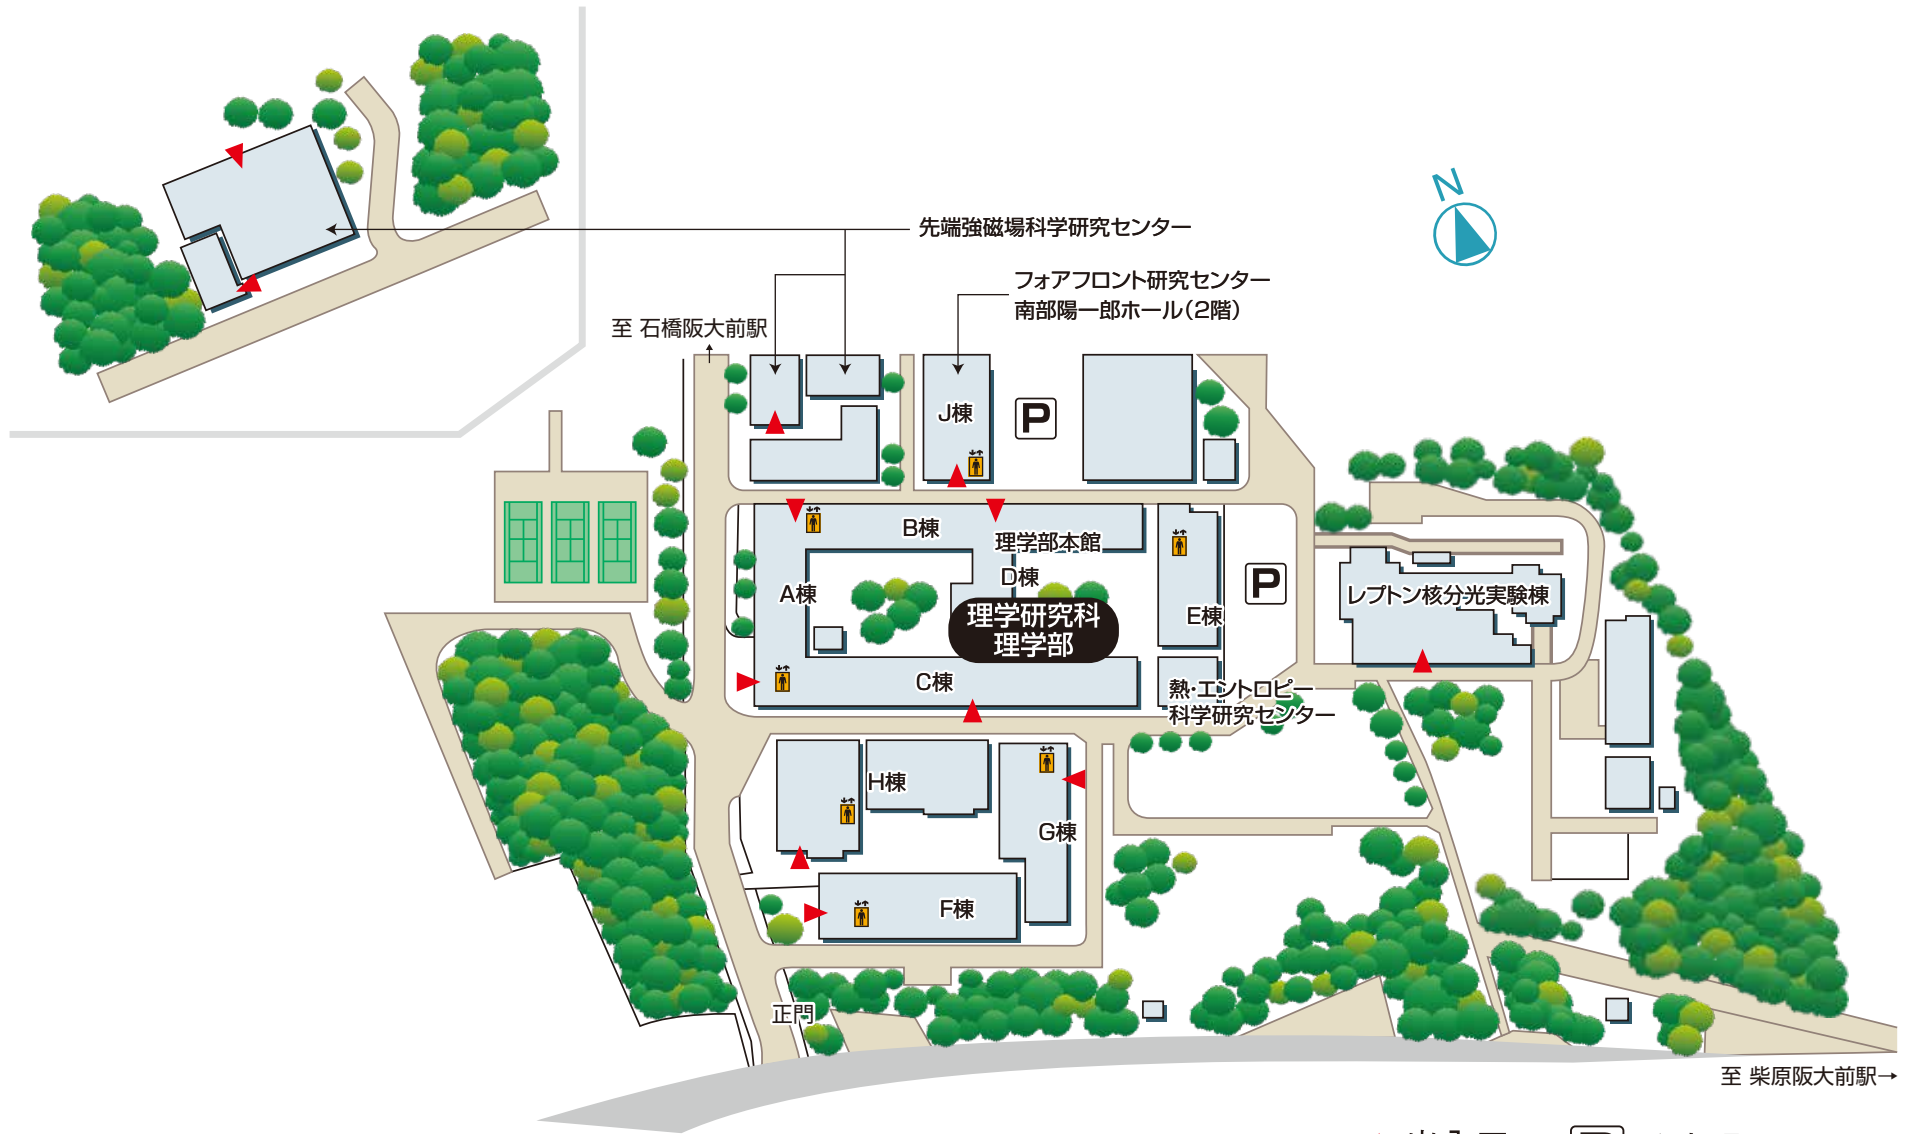 N
先端強磁場科学研究センター
フォアフロント研究センター
南部陽一郎ホール(2階)
至 石橋阪大前駅
J棟
P
B棟
理学部本館
D棟
A棟
P
レプトン核分光実験棟
理学研究科
理学部
E棟
C棟
熱・エントロピー
科学研究センター
H棟
G棟
F棟
正門
至 柴原阪大前駅→